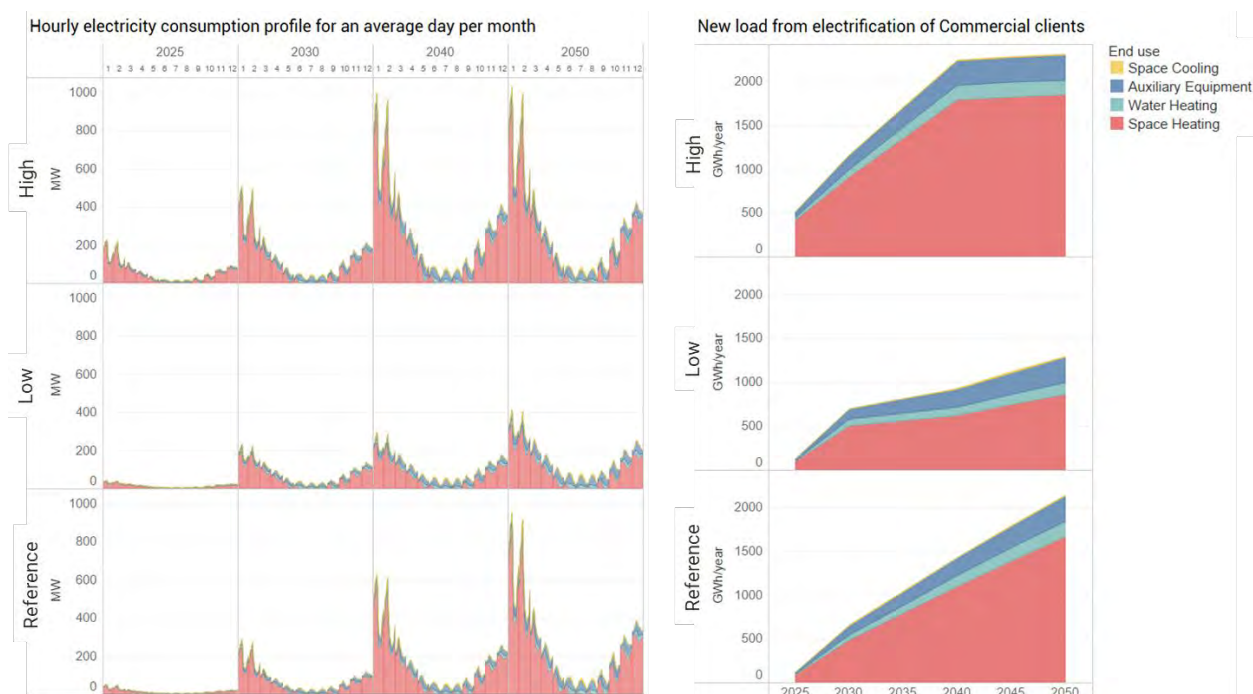 Hourly electricity consumption profile for an average day per month
2025 2030 2040 2050
1 2 3 4 5 6 7 8 9 10 11 12 1 2 3 4 5 6 7 8 9 10 11 12 1 2 3 4 5 6 7 8 9 10 11 12 1 2 3 4 5 6 7 8 9 10 11 12
High
MW
1000
800
600
400
200
0
Low
MW
1000
800
600
400
200
0
Reference
MW
1000
800
600
400
200
0
New load from electrification of Commercial clients
High
GWh/year
2000
1500
1000
500
0
Low
GWh/year
2000
1500
1000
500
0
Reference
GWh/year
2000
1500
1000
500
0
2025 2030 2035 2040 2045 2050
End use
Space Cooling
Auxiliary Equipment
Water Heating
Space Heating